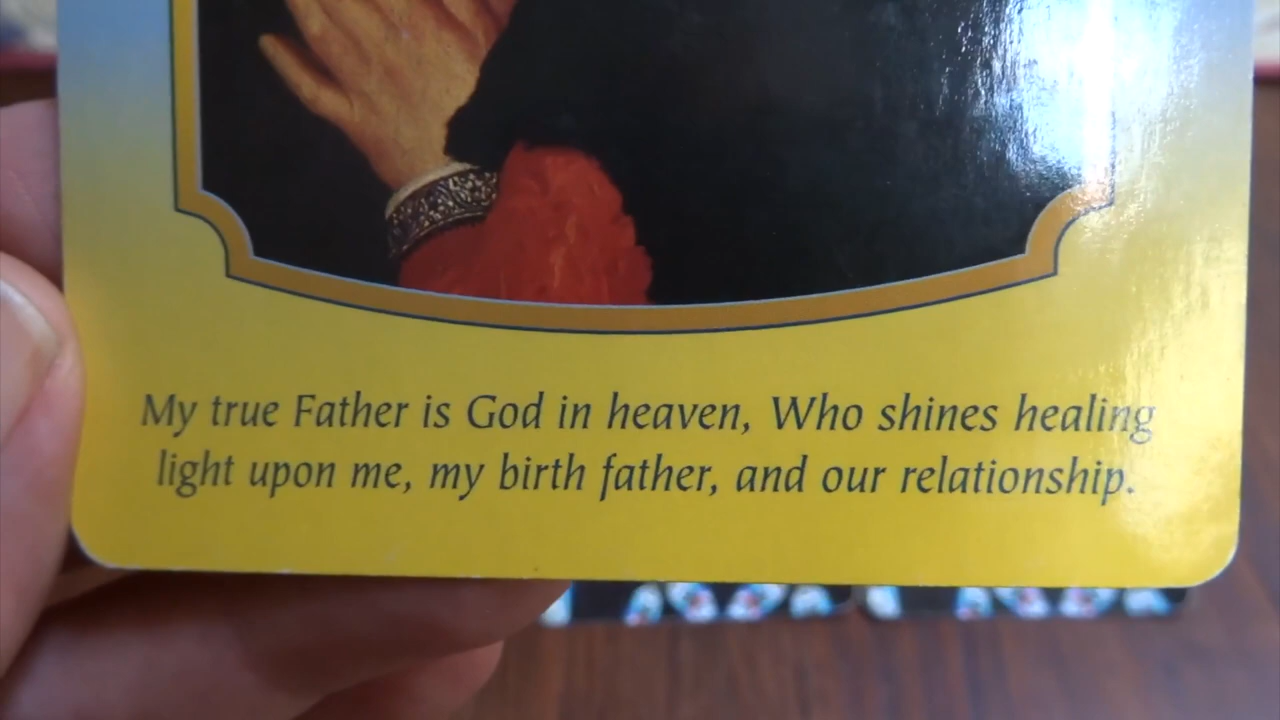 My true Father is God in heaven, Who shines healing
light upon me, my birth father, and our relationship.